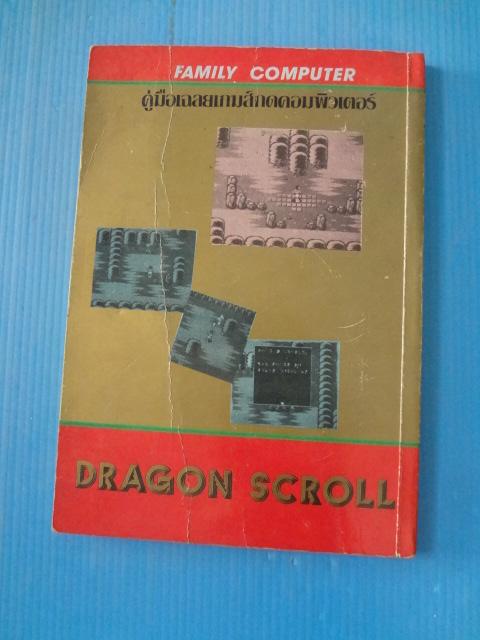 FAMILY COMPUTER
คู่มือเฉลยเกมส์กดคอมพิวเตอร์
DRAGON SCROLL